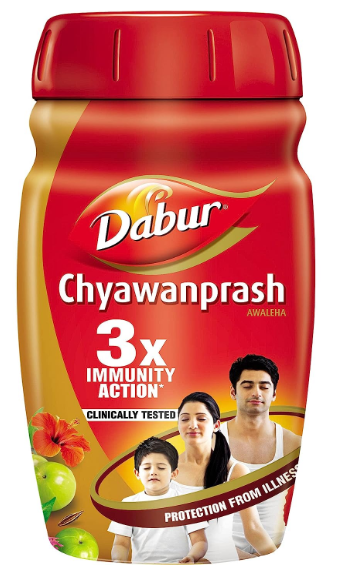 Dabur®
Chyawanprash
AWALEHA
3x
IMMUNITY
ACTION*
CLINICALLY TESTED
PROTECTION FROM ILLNESS